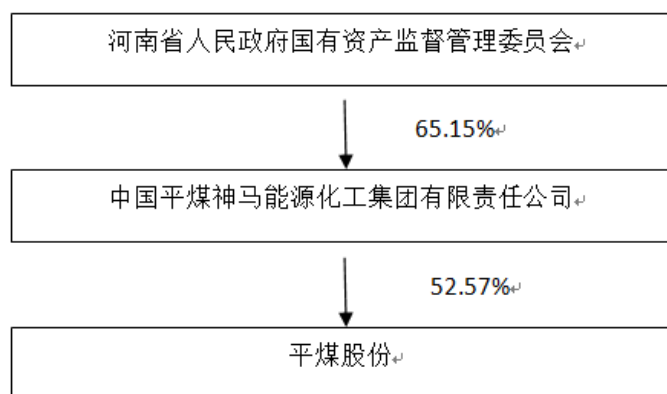 河南省人民政府国有资产监督管理委员会
65.15%
中国平煤神马能源化工集团有限责任公司
52.57%
平煤股份